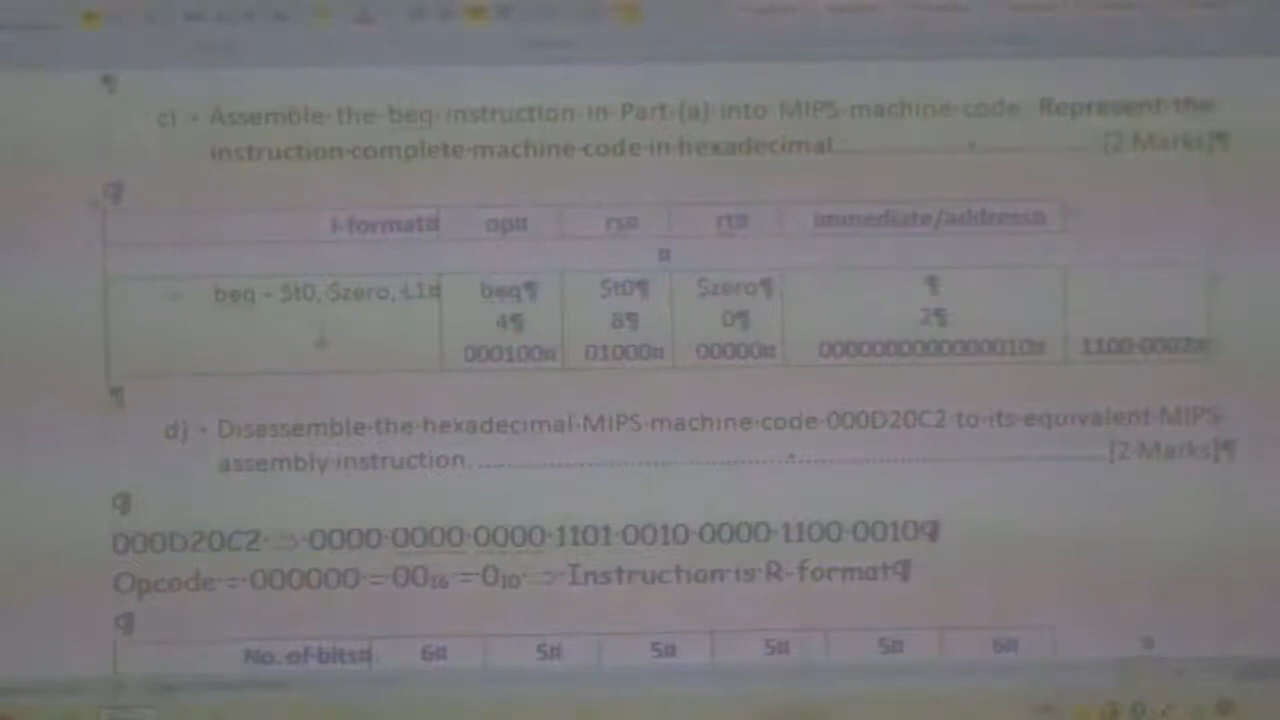 c) Assemble the beq instruction in Part (a) into MIPS machine code. Represent the
instruction complete machine code in hexadecimal. [2 Marks]¶
I-format op rs rt immediate/address
beq - $t0, $zero, L1 beq¶ $t0¶ $zero¶ ¶
4¶ 8¶ 0¶ 2¶
000100 01000 00000 0000000000000010
¶
d) Disassemble the hexadecimal MIPS machine code 000D20C2 to its equivalent MIPS
assembly instruction. [2 Marks]¶
¶
000D20C2 => 0000 0000 0000 1101 0010 0000 1100 0010¶
Opcode = 000000 = 00₁₆ = 0₁₀ => Instruction is R-format¶
¶
No. of bits 6 5 5 5 5 6